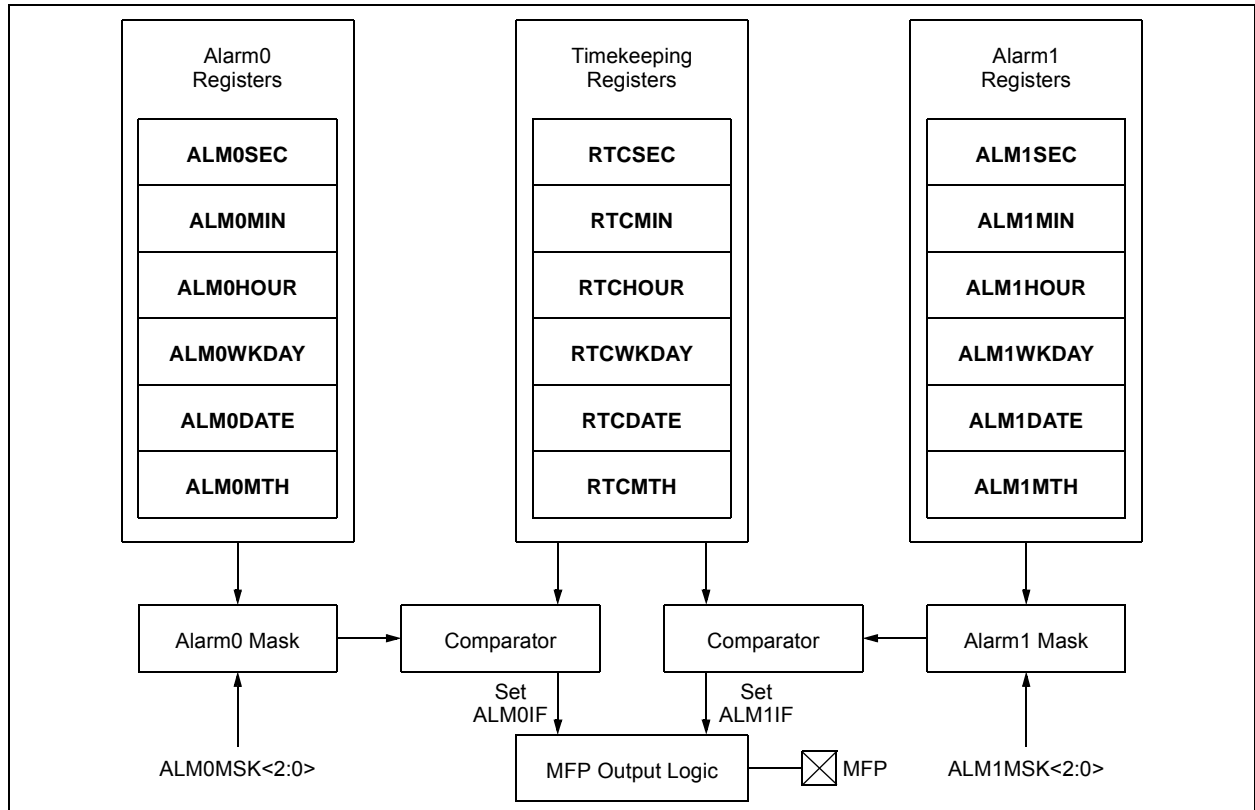 Alarm0
Registers
ALM0SEC
ALM0MIN
ALM0HOUR
ALM0WKDAY
ALM0DATE
ALM0MTH
Timekeeping
Registers
RTCSEC
RTCMIN
RTCHOUR
RTCWKDAY
RTCDATE
RTCMTH
Alarm1
Registers
ALM1SEC
ALM1MIN
ALM1HOUR
ALM1WKDAY
ALM1DATE
ALM1MTH
Alarm0 Mask
Comparator
Comparator
Alarm1 Mask
Set
ALM0IF
Set
ALM1IF
ALM0MSK<2:0>
MFP Output Logic
MFP
ALM1MSK<2:0>